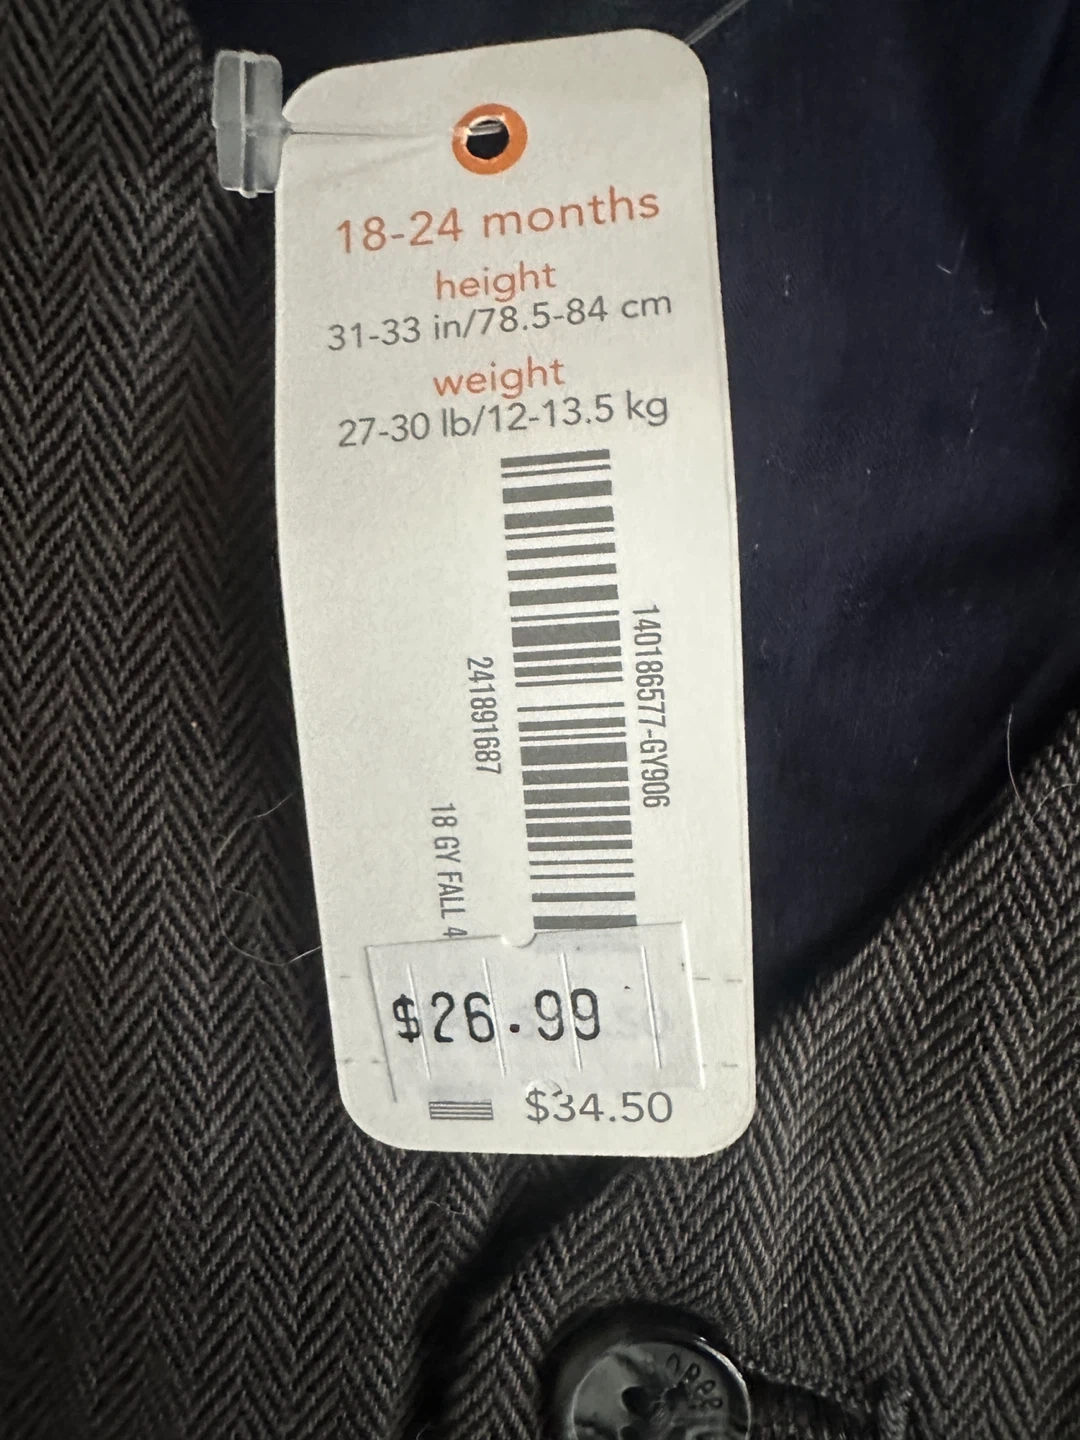 18-24 months
height
31-33 in/78.5-84 cm
weight
27-30 lb/12-13.5 kg
140186577-GY906
241891687
18 GY FALL 4
$26.99
$34.50